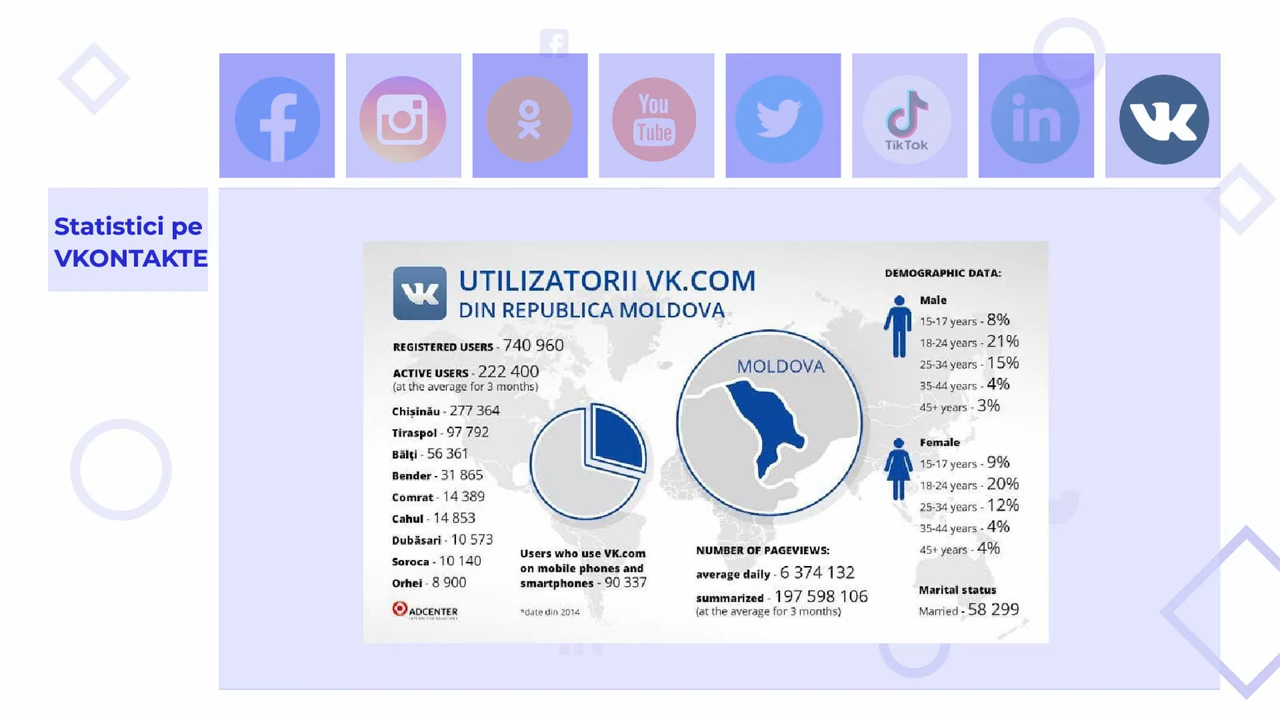 You
Tube
TikTok
in
Statistici pe
VKONTAKTE
UTILIZATORII VK.COM
DIN REPUBLICA MOLDOVA
REGISTERED USERS - 740 960
ACTIVE USERS - 222 400
(at the average for 3 months)
Chișinău - 277 364
Tiraspol - 97 792
Bălți - 56 361
Bender - 31 865
Comrat - 14 389
Cahul - 14 853
Dubăsari - 10 573
Soroca - 10 140
Orhei - 8 900
ADCENTER
Users who use VK.com
on mobile phones and
smartphones - 90 337
*date din 2014
MOLDOVA
NUMBER OF PAGEVIEWS:
average daily - 6 374 132
summarized - 197 598 106
(at the average for 3 months)
DEMOGRAPHIC DATA:
Male
15-17 years - 8%
18-24 years - 21%
25-34 years - 15%
35-44 years - 4%
45+ years - 3%
Female
15-17 years - 9%
18-24 years - 20%
25-34 years - 12%
35-44 years - 4%
45+ years - 4%
Marital status
Married - 58 299